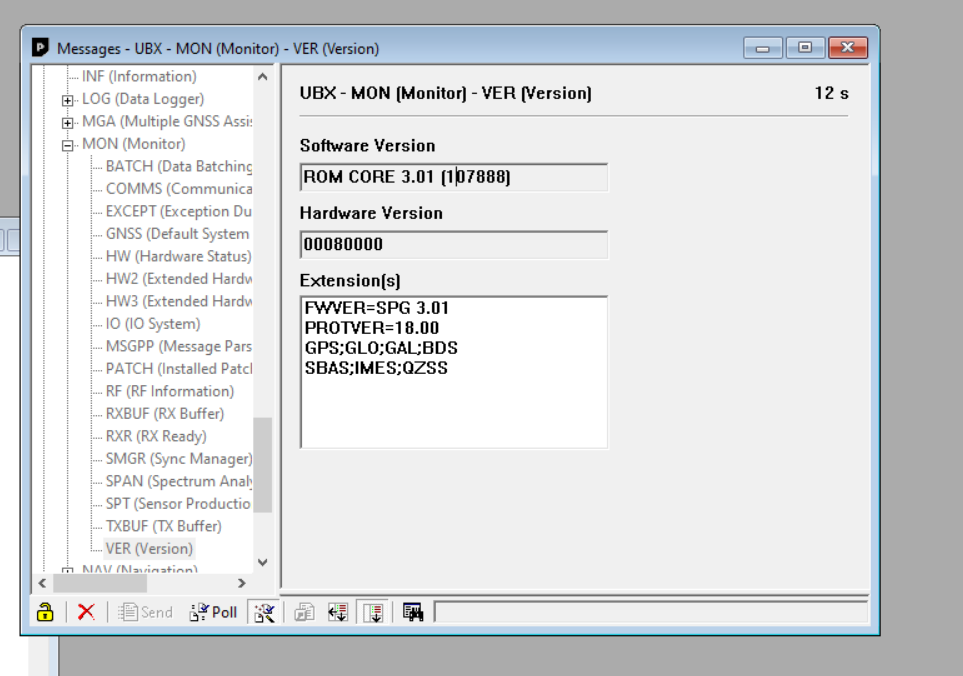 Messages - UBX - MON (Monitor) - VER (Version)
INF (Information)
LOG (Data Logger)
MGA (Multiple GNSS Assis
MON (Monitor)
BATCH (Data Batching
COMMS (Communica
EXCEPT (Exception Du
GNSS (Default System
HW (Hardware Status)
HW2 (Extended Hardw
HW3 (Extended Hardw
IO (IO System)
MSGPP (Message Pars
PATCH (Installed Patcl
RF (RF Information)
RXBUF (RX Buffer)
RXR (RX Ready)
SMGR (Sync Manager)
SPAN (Spectrum Analy
SPT (Sensor Productio
TXBUF (TX Buffer)
VER (Version)
NAV (Navigation)
UBX - MON (Monitor) - VER (Version) 12 s
Software Version
ROM CORE 3.01 (107888)
Hardware Version
00080000
Extension(s)
FWVER=SPG 3.01
PROTVER=18.00
GPS;GLO;GAL;BDS
SBAS;IMES;QZSS
Send Poll